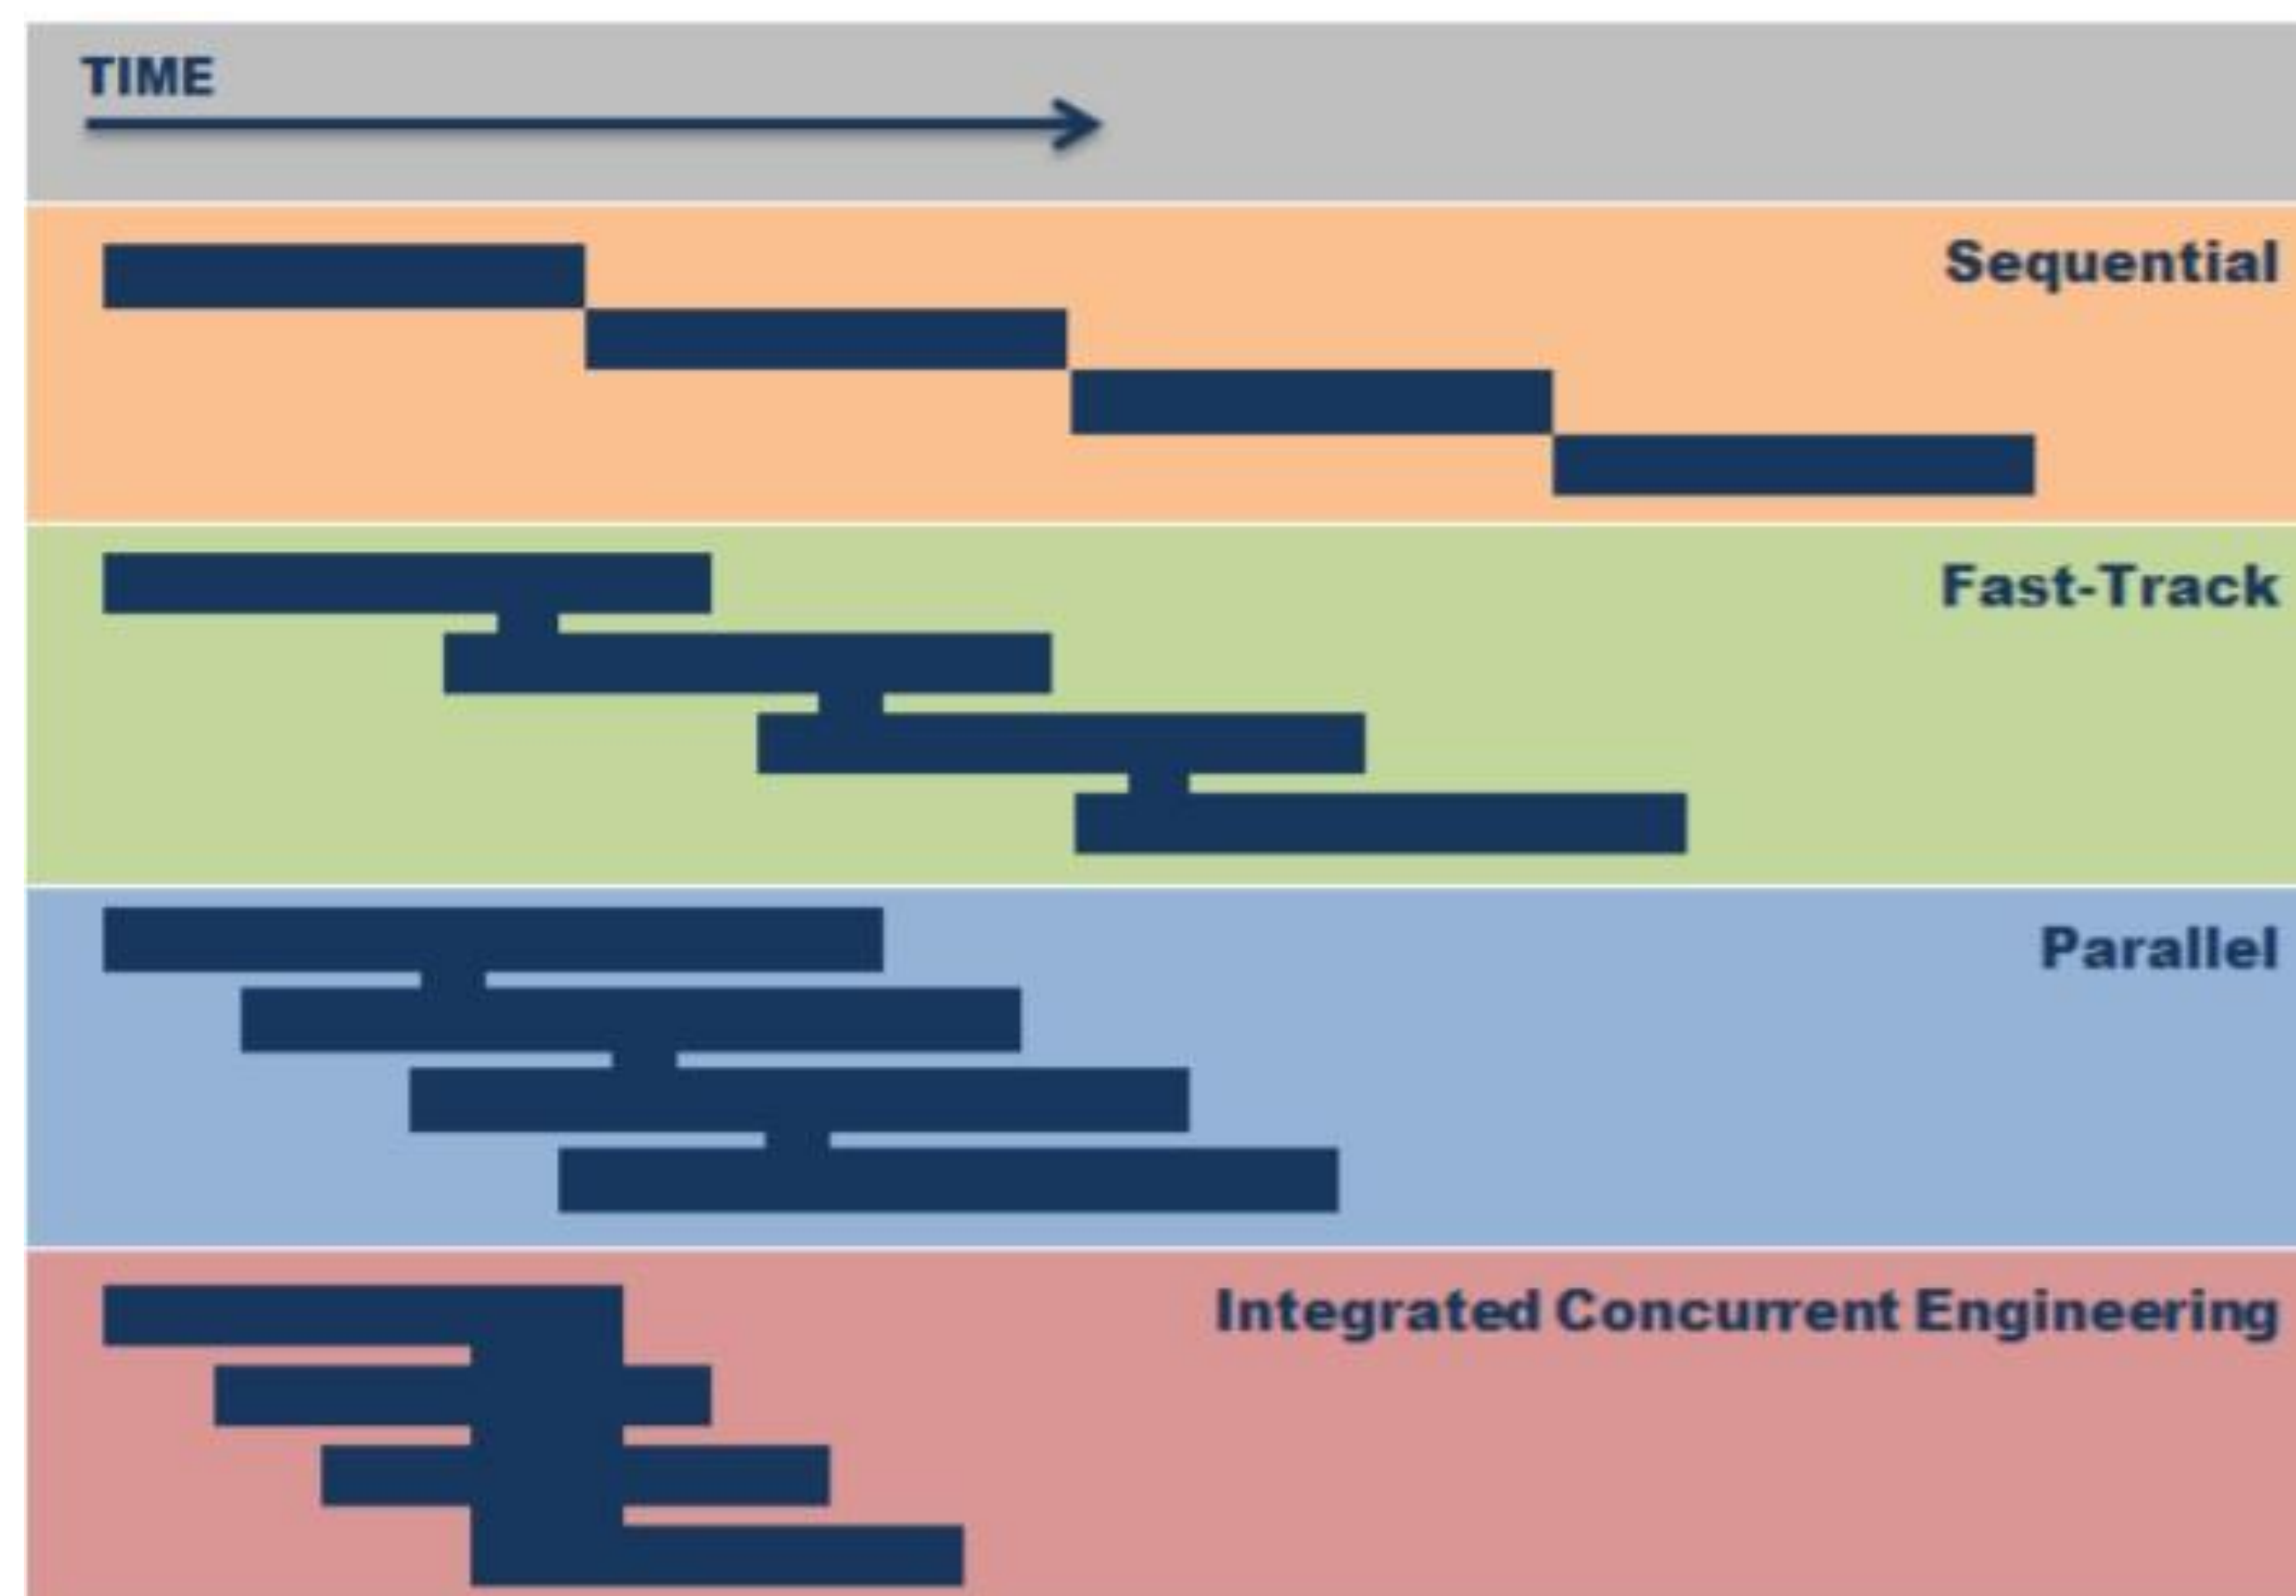 TIME
Sequential
Fast-Track
Parallel
Integrated Concurrent Engineering